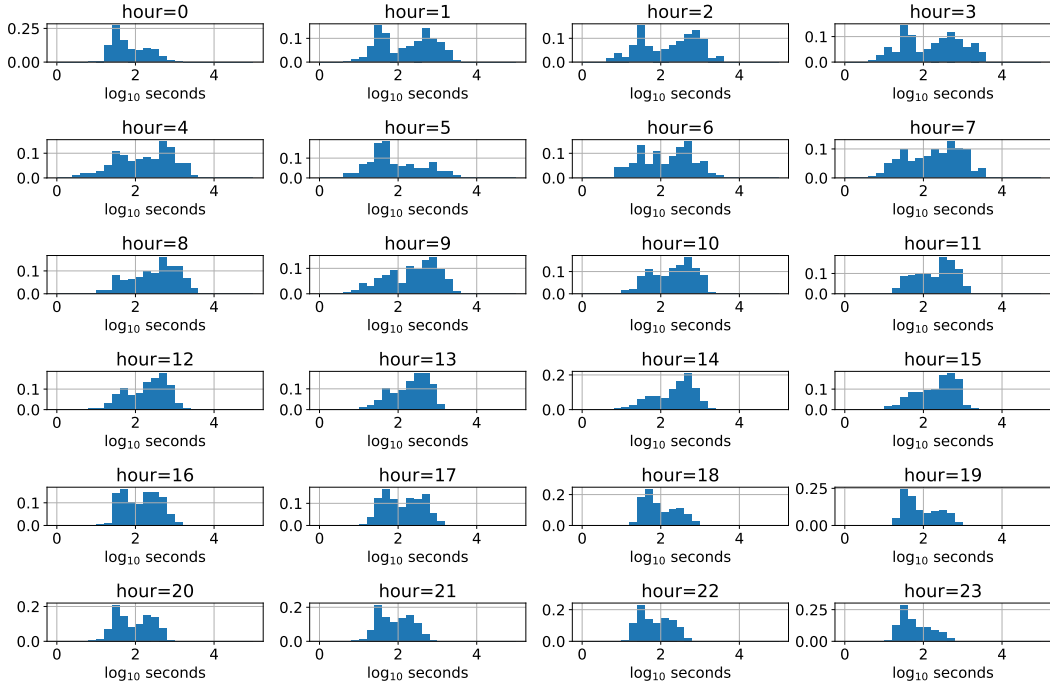 hour=0 hour=1 hour=2 hour=3
0.25
0.00
0.1
0.0
0.1
0.0
0.1
0.0
0 2 4 0 2 4 0 2 4 0 2 4
log₁₀ seconds log₁₀ seconds log₁₀ seconds log₁₀ seconds
hour=4 hour=5 hour=6 hour=7
0.1
0.0
0.1
0.0
0.1
0.0
0.1
0.0
0 2 4 0 2 4 0 2 4 0 2 4
log₁₀ seconds log₁₀ seconds log₁₀ seconds log₁₀ seconds
hour=8 hour=9 hour=10 hour=11
0.1
0.0
0.1
0.0
0.1
0.0
0.1
0.0
0 2 4 0 2 4 0 2 4 0 2 4
log₁₀ seconds log₁₀ seconds log₁₀ seconds log₁₀ seconds
hour=12 hour=13 hour=14 hour=15
0.1
0.0
0.1
0.0
0.2
0.0
0.1
0.0
0 2 4 0 2 4 0 2 4 0 2 4
log₁₀ seconds log₁₀ seconds log₁₀ seconds log₁₀ seconds
hour=16 hour=17 hour=18 hour=19
0.1
0.0
0.1
0.0
0.2
0.0
0.25
0.00
0 2 4 0 2 4 0 2 4 0 2 4
log₁₀ seconds log₁₀ seconds log₁₀ seconds log₁₀ seconds
hour=20 hour=21 hour=22 hour=23
0.2
0.0
0.2
0.0
0.2
0.0
0.25
0.00
0 2 4 0 2 4 0 2 4 0 2 4
log₁₀ seconds log₁₀ seconds log₁₀ seconds log₁₀ seconds